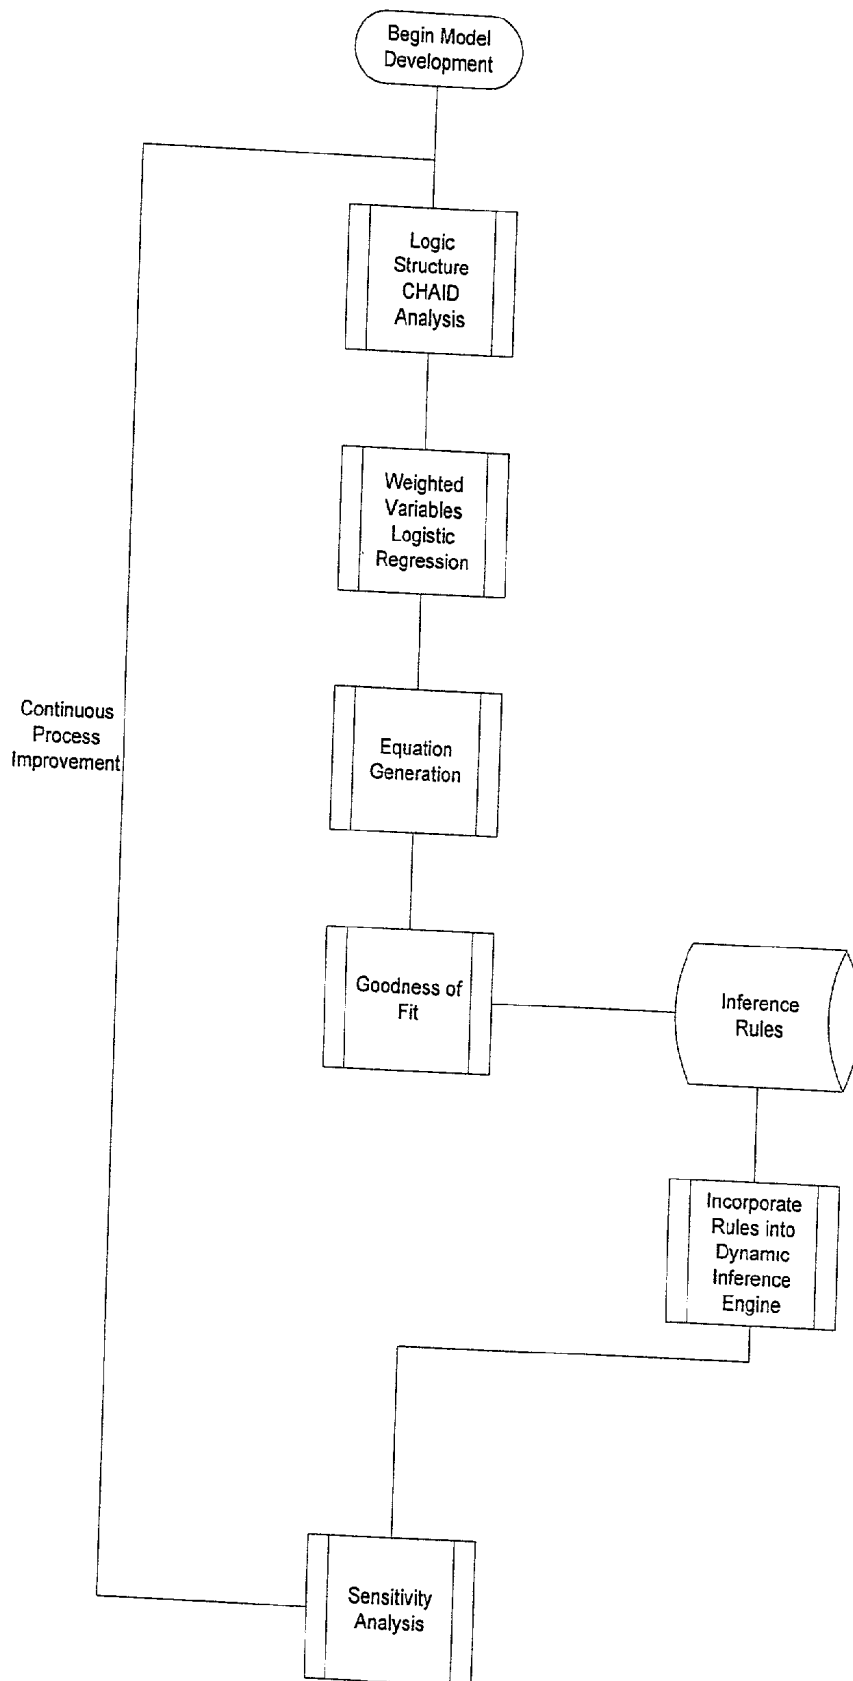 Begin Model
Development
Logic
Structure
CHAID
Analysis
Weighted
Variables
Logistic
Regression
Continuous
Process
Improvement
Equation
Generation
Goodness of
Fit
Inference
Rules
Incorporate
Rules into
Dynamic
Inference
Engine
Sensitivity
Analysis